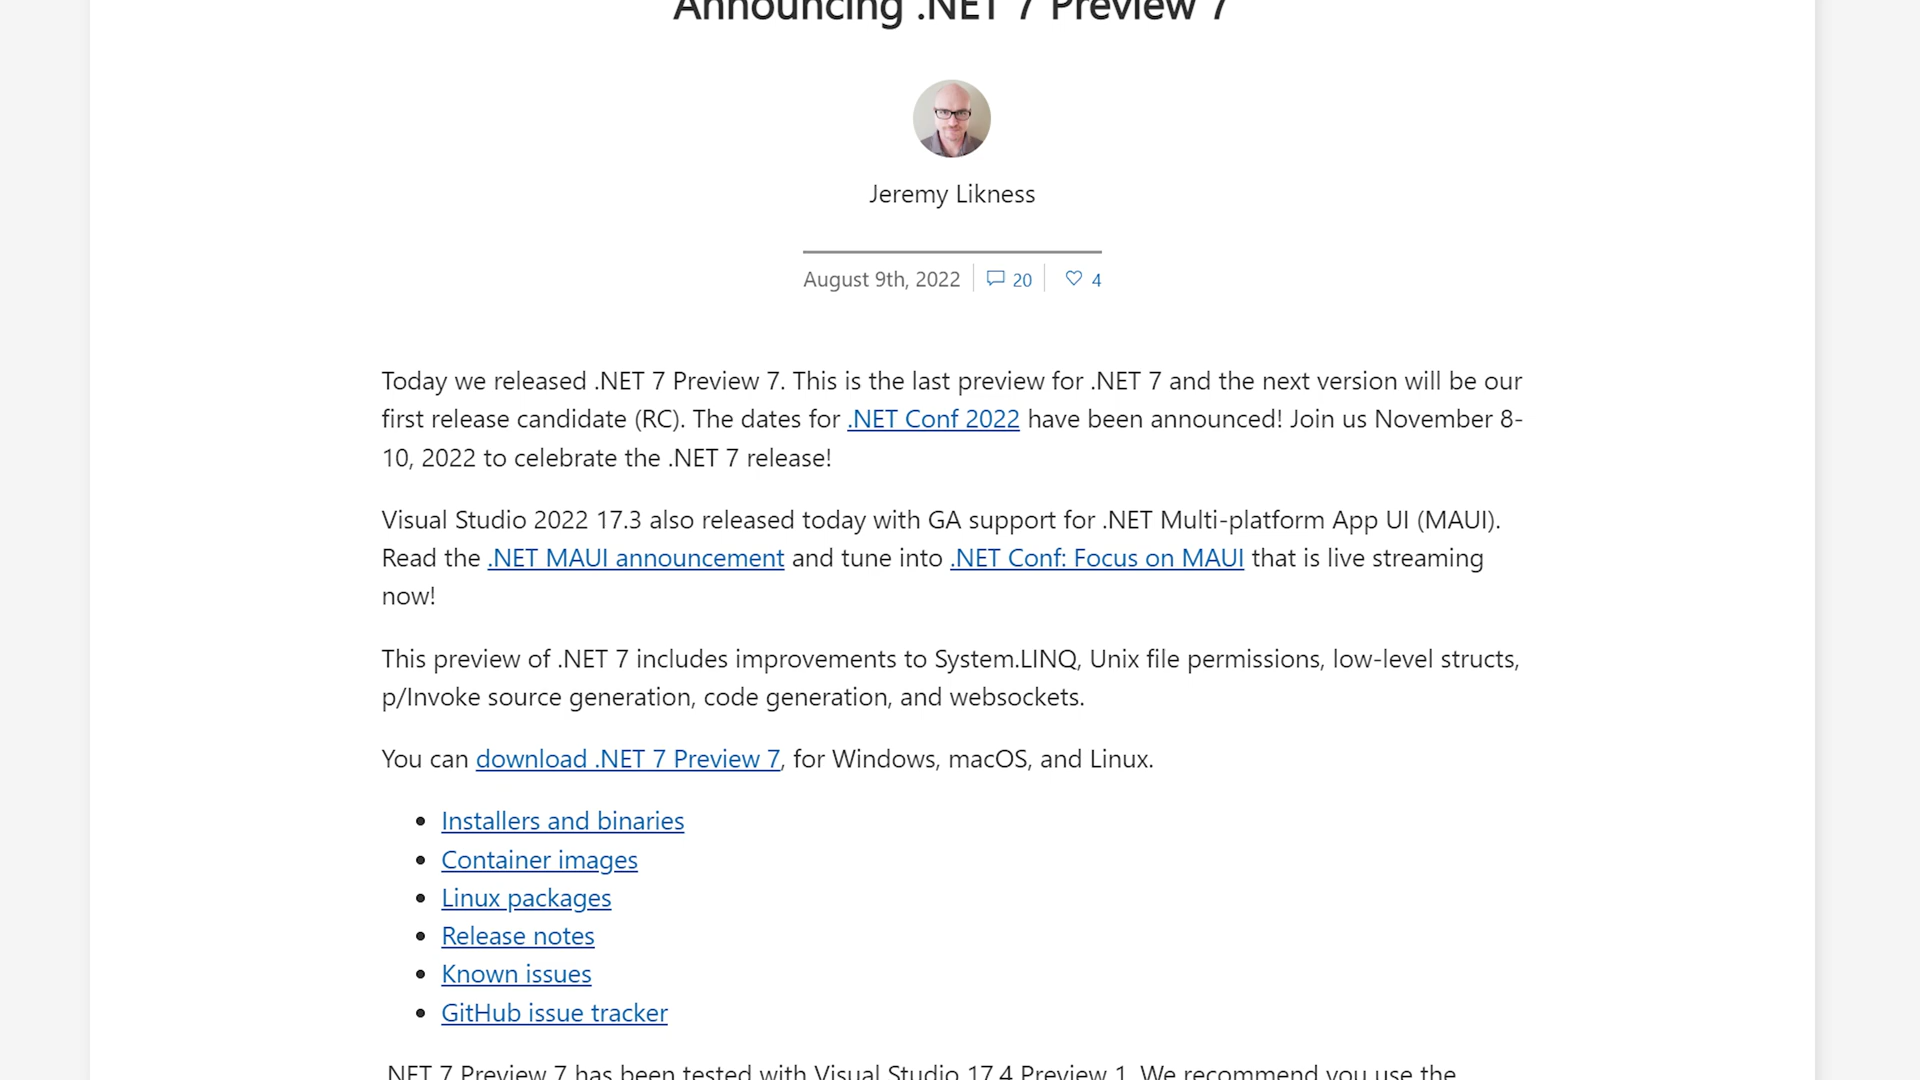 Announcing .NET 7 Preview 7
Jeremy Likness
August 9th, 2022 20 4
Today we released .NET 7 Preview 7. This is the last preview for .NET 7 and the next version will be our
first release candidate (RC). The dates for .NET Conf 2022 have been announced! Join us November 8-
10, 2022 to celebrate the .NET 7 release!
Visual Studio 2022 17.3 also released today with GA support for .NET Multi-platform App UI (MAUI).
Read the .NET MAUI announcement and tune into .NET Conf: Focus on MAUI that is live streaming
now!
This preview of .NET 7 includes improvements to System.LINQ, Unix file permissions, low-level structs,
p/Invoke source generation, code generation, and websockets.
You can download .NET 7 Preview 7, for Windows, macOS, and Linux.
• Installers and binaries
• Container images
• Linux packages
• Release notes
• Known issues
• GitHub issue tracker
.NET 7 Preview 7 has been tested with Visual Studio 17.4 Preview 1. We recommend you use the